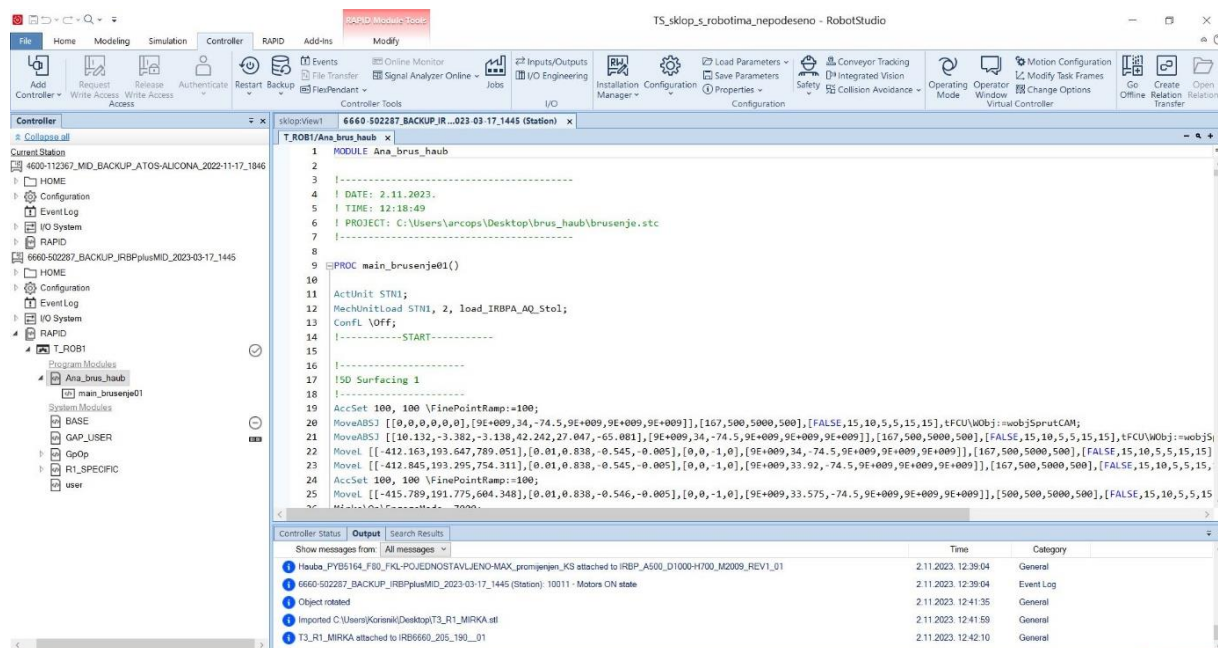 RAPID Module Tools
TS_sklop_s_robotima_nepodeseno - RobotStudio
File Home Modeling Simulation Controller RAPID Add-Ins Modify
Add Controller
Request Write Access
Release Write Access
Authenticate
Access
Restart
Backup
Events
File Transfer
FlexPendant
Online Monitor
Signal Analyzer Online
Jobs
Controller Tools
Inputs/Outputs
I/O Engineering
I/O
Installation Manager
Configuration
Load Parameters
Save Parameters
Properties
Safety
Conveyor Tracking
Integrated Vision
Collision Avoidance
Configuration
Operating Mode
Operator Window
Motion Configuration
Modify Task Frames
Change Options
Virtual Controller
Go Offline
Create Relation
Open Relation
Transfer
Controller
Collapse all
Current Station
4600-112367_MID_BACKUP_ATOS-ALICONA_2022-11-17_1846
HOME
Configuration
Event Log
I/O System
RAPID
6660-502287_BACKUP_IRBPplusMID_2023-03-17_1445
HOME
Configuration
Event Log
I/O System
RAPID
T_ROB1
Program Modules
Ana_brus_haub
main_brusenje01
System Modules
BASE
GAP_USER
GpOp
R1_SPECIFIC
user
sklop:View1 6660-502287_BACKUP_IR ...023-03-17_1445 (Station) x
T_ROB1/Ana_brus_haub x
1 MODULE Ana_brus_haub
2
3 !-----------------------------------------
4 ! DATE: 2.11.2023.
5 ! TIME: 12:18:49
6 ! PROJECT: C:\Users\arcops\Desktop\brus_haub\brusenje.stc
7 !-----------------------------------------
8
9 PROC main_brusenje01()
10
11 ActUnit STN1;
12 MechUnitLoad STN1, 2, load_IRBPA_AQ_Stol;
13 ConfL \Off;
14 !-----------START-----------
15
16 !----------------------
17 !5D Surfacing 1
18 !----------------------
19 AccSet 100, 100 \FinePointRamp:=100;
20 MoveABSJ [[0,0,0,0,0,0],[9E+009,34,-74.5,9E+009,9E+009,9E+009]],[167,500,5000,500],[FALSE,15,10,5,5,15,15],tFCU\WObj:=wobjSprutCAM;
21 MoveABSJ [[10.132,-3.382,-3.138,42.242,27.047,-65.081],[9E+009,34,-74.5,9E+009,9E+009,9E+009]],[167,500,5000,500],[FALSE,15,10,5,5,15,15],tFCU\WObj:=wobjS
22 MoveL [[-412.163,193.647,789.051],[0.01,0.838,-0.545,-0.005],[0,0,-1,0],[9E+009,34,-74.5,9E+009,9E+009,9E+009]],[167,500,5000,500],[FALSE,15,10,5,5,15,15]
23 MoveL [[-412.845,193.295,754.311],[0.01,0.838,-0.545,-0.005],[0,0,-1,0],[9E+009,33.92,-74.5,9E+009,9E+009,9E+009]],[167,500,5000,500],[FALSE,15,10,5,5,15,
24 AccSet 100, 100 \FinePointRamp:=100;
25 MoveL [[-415.789,191.775,604.348],[0.01,0.838,-0.546,-0.005],[0,0,-1,0],[9E+009,33.575,-74.5,9E+009,9E+009,9E+009]],[500,500,5000,500],[FALSE,15,10,5,5,15
Controller Status Output Search Results
Show messages from: All messages Time Category
Hauba_PYB5164_F80_FKL-POJEDNOSTAVLJENO-MAX_promijenjen_KS attached to IRBP_A500_D1000-H700_M2009_REV1_01 2.11.2023. 12:39:04 General
6660-502287_BACKUP_IRBPplusMID_2023-03-17_1445 (Station): 10011 - Motors ON state 2.11.2023. 12:39:04 Event Log
Object rotated 2.11.2023. 12:41:35 General
Imported C:\Users\Korisnik\Desktop\T3_R1_MIRKA.stl 2.11.2023. 12:41:59 General
T3_R1_MIRKA attached to IRB6660_205_190__01 2.11.2023. 12:42:10 General